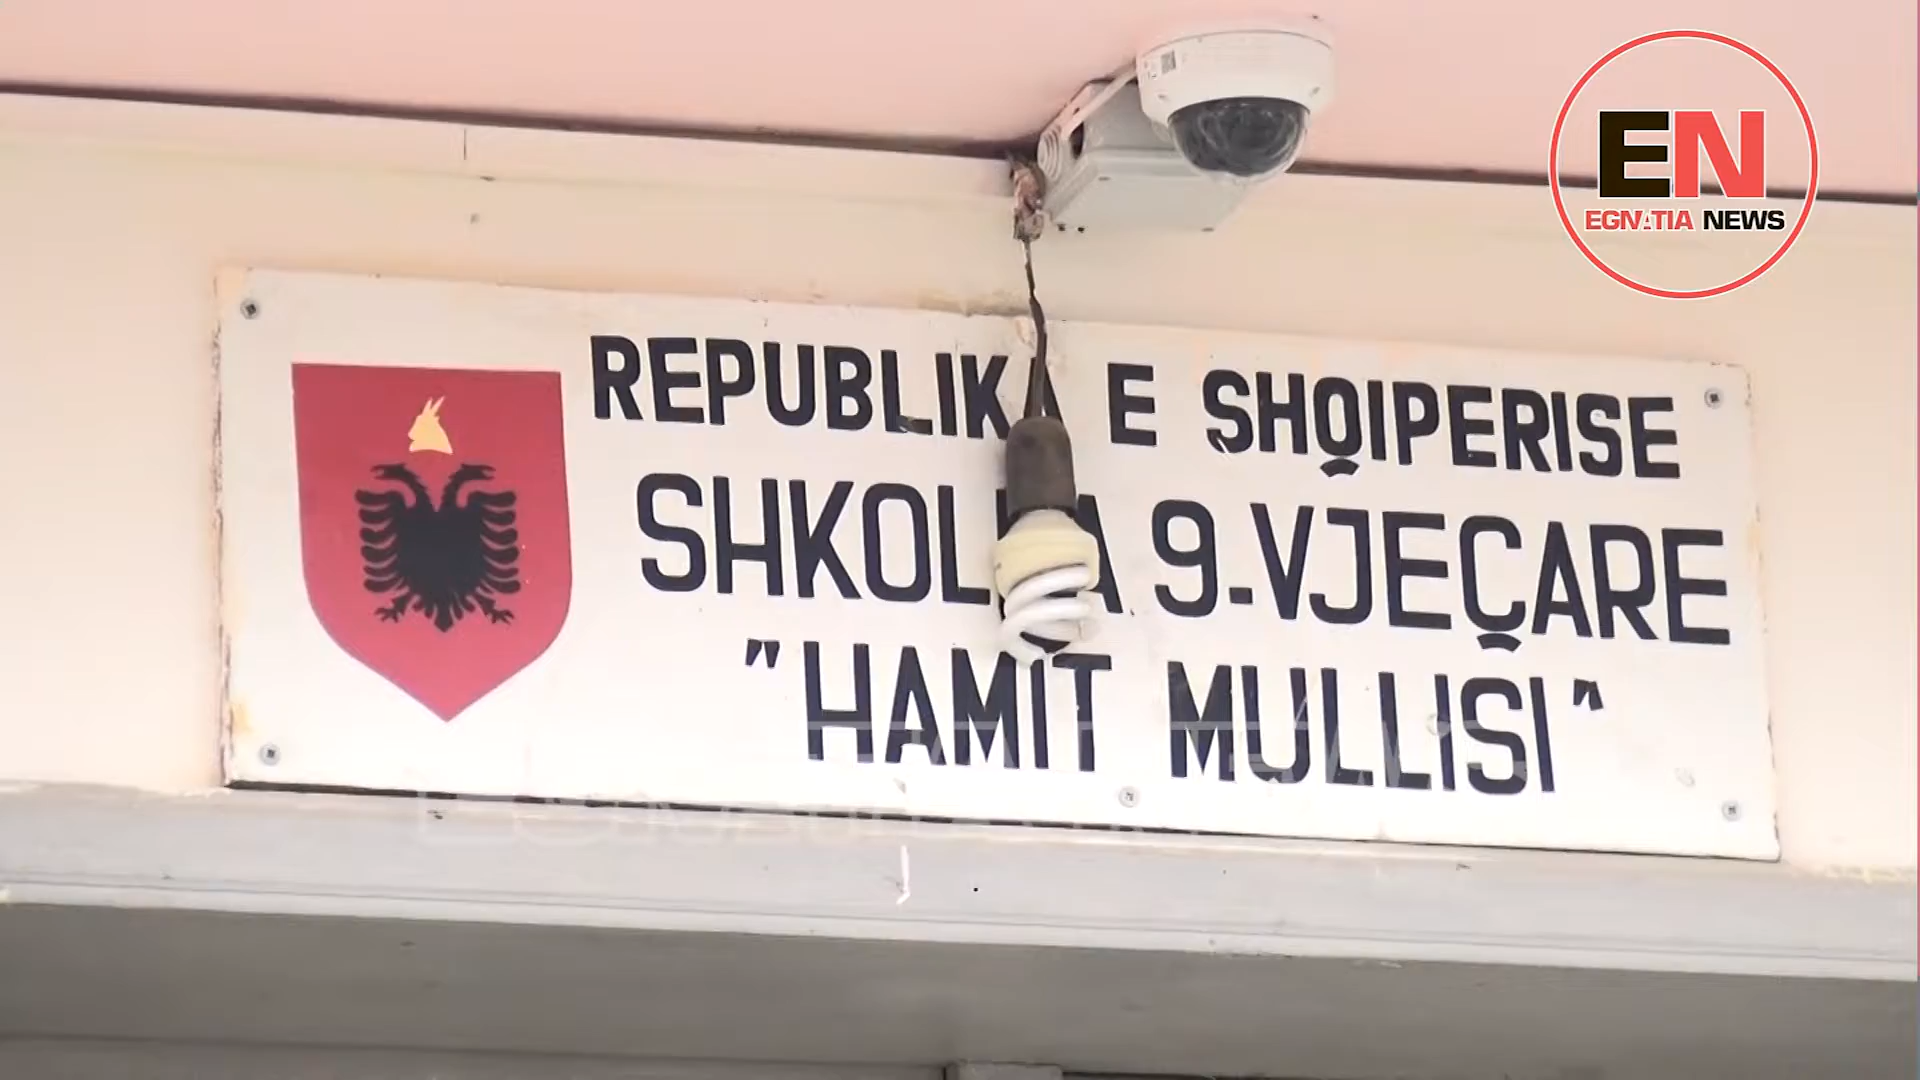 EN
EGNATIA NEWS
REPUBLIKA E SHQIPERISE
SHKOLLA 9-VJEÇARE
"HAMIT MULLISI"